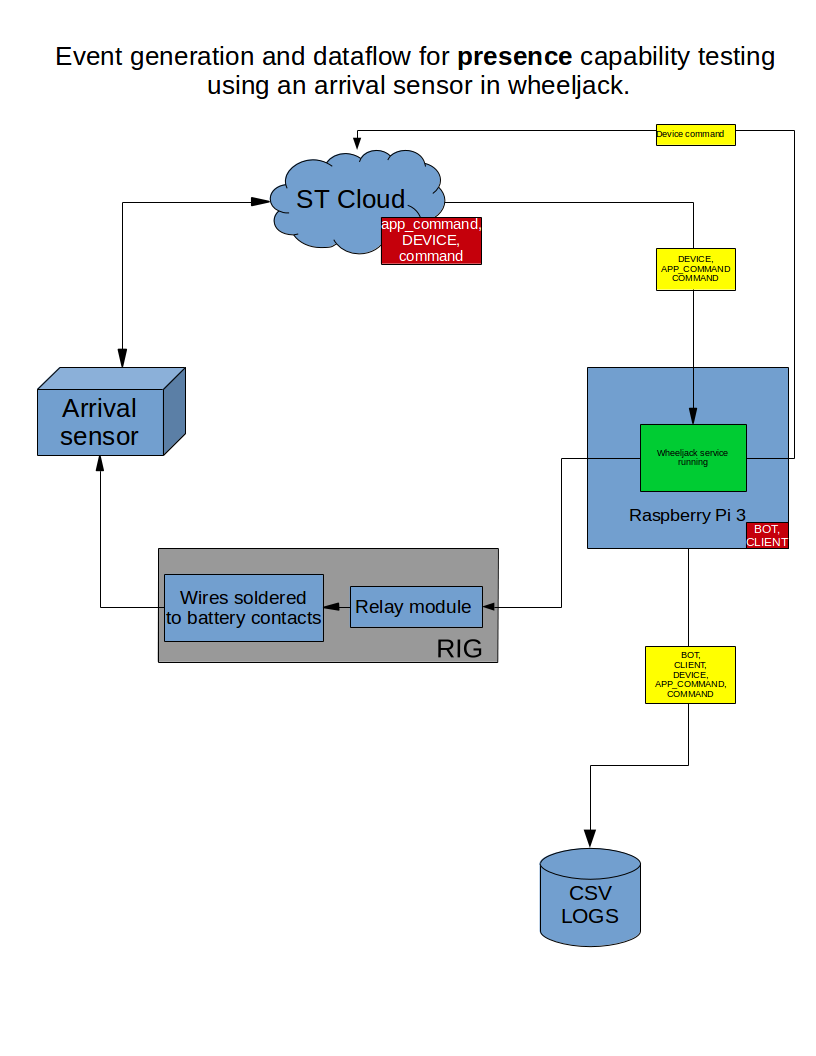 Event generation and dataflow for presence capability testing
using an arrival sensor in wheeljack.
Device command
ST Cloud
app_command,
DEVICE,
command
DEVICE,
APP_COMMAND
COMMAND
Arrival
sensor
Wheeljack service
running
Raspberry Pi 3
BOT,
CLIENT
Wires soldered
to battery contacts
Relay module
RIG
BOT,
CLIENT,
DEVICE,
APP_COMMAND,
COMMAND
CSV
LOGS